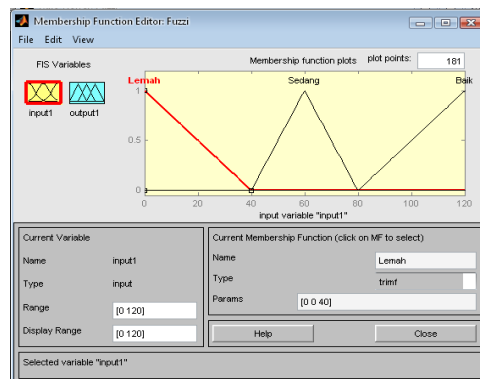 Membership Function Editor: Fuzzi
File Edit View
FIS Variables
input1 output1
Membership function plots plot points: 181
Lemah Sedang Baik
1
0.5
0
0 20 40 60 80 100 120
input variable "input1"
Current Variable
Name input1
Type input
Range [0 120]
Display Range [0 120]
Current Membership Function (click on MF to select)
Name Lemah
Type trimf
Params [0 0 40]
Help Close
Selected variable "input1"